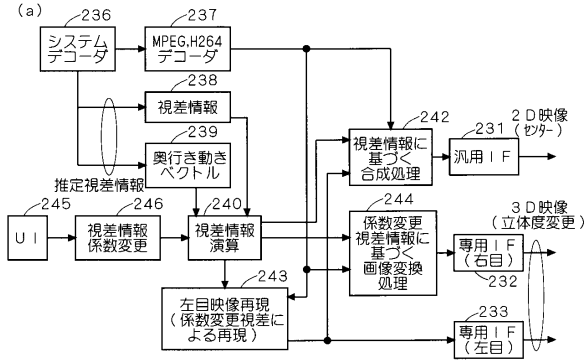 (a)
236
システム
デコーダ
237
MPEG,H264
デコーダ
238
視差情報
239
奥行き動き
ベクトル
推定視差情報
242
視差情報に
基づく
合成処理
231
汎用IF
2D映像
(センター)
245
UI
246
視差情報
係数変更
240
視差情報
演算
244
係数変更
視差情報に
基づく
画像変換
処理
3D映像
(立体度変更)
専用IF
(右目)
232
243
左目映像再現
(係数変更視差に
よる再現)
233
専用IF
(左目)